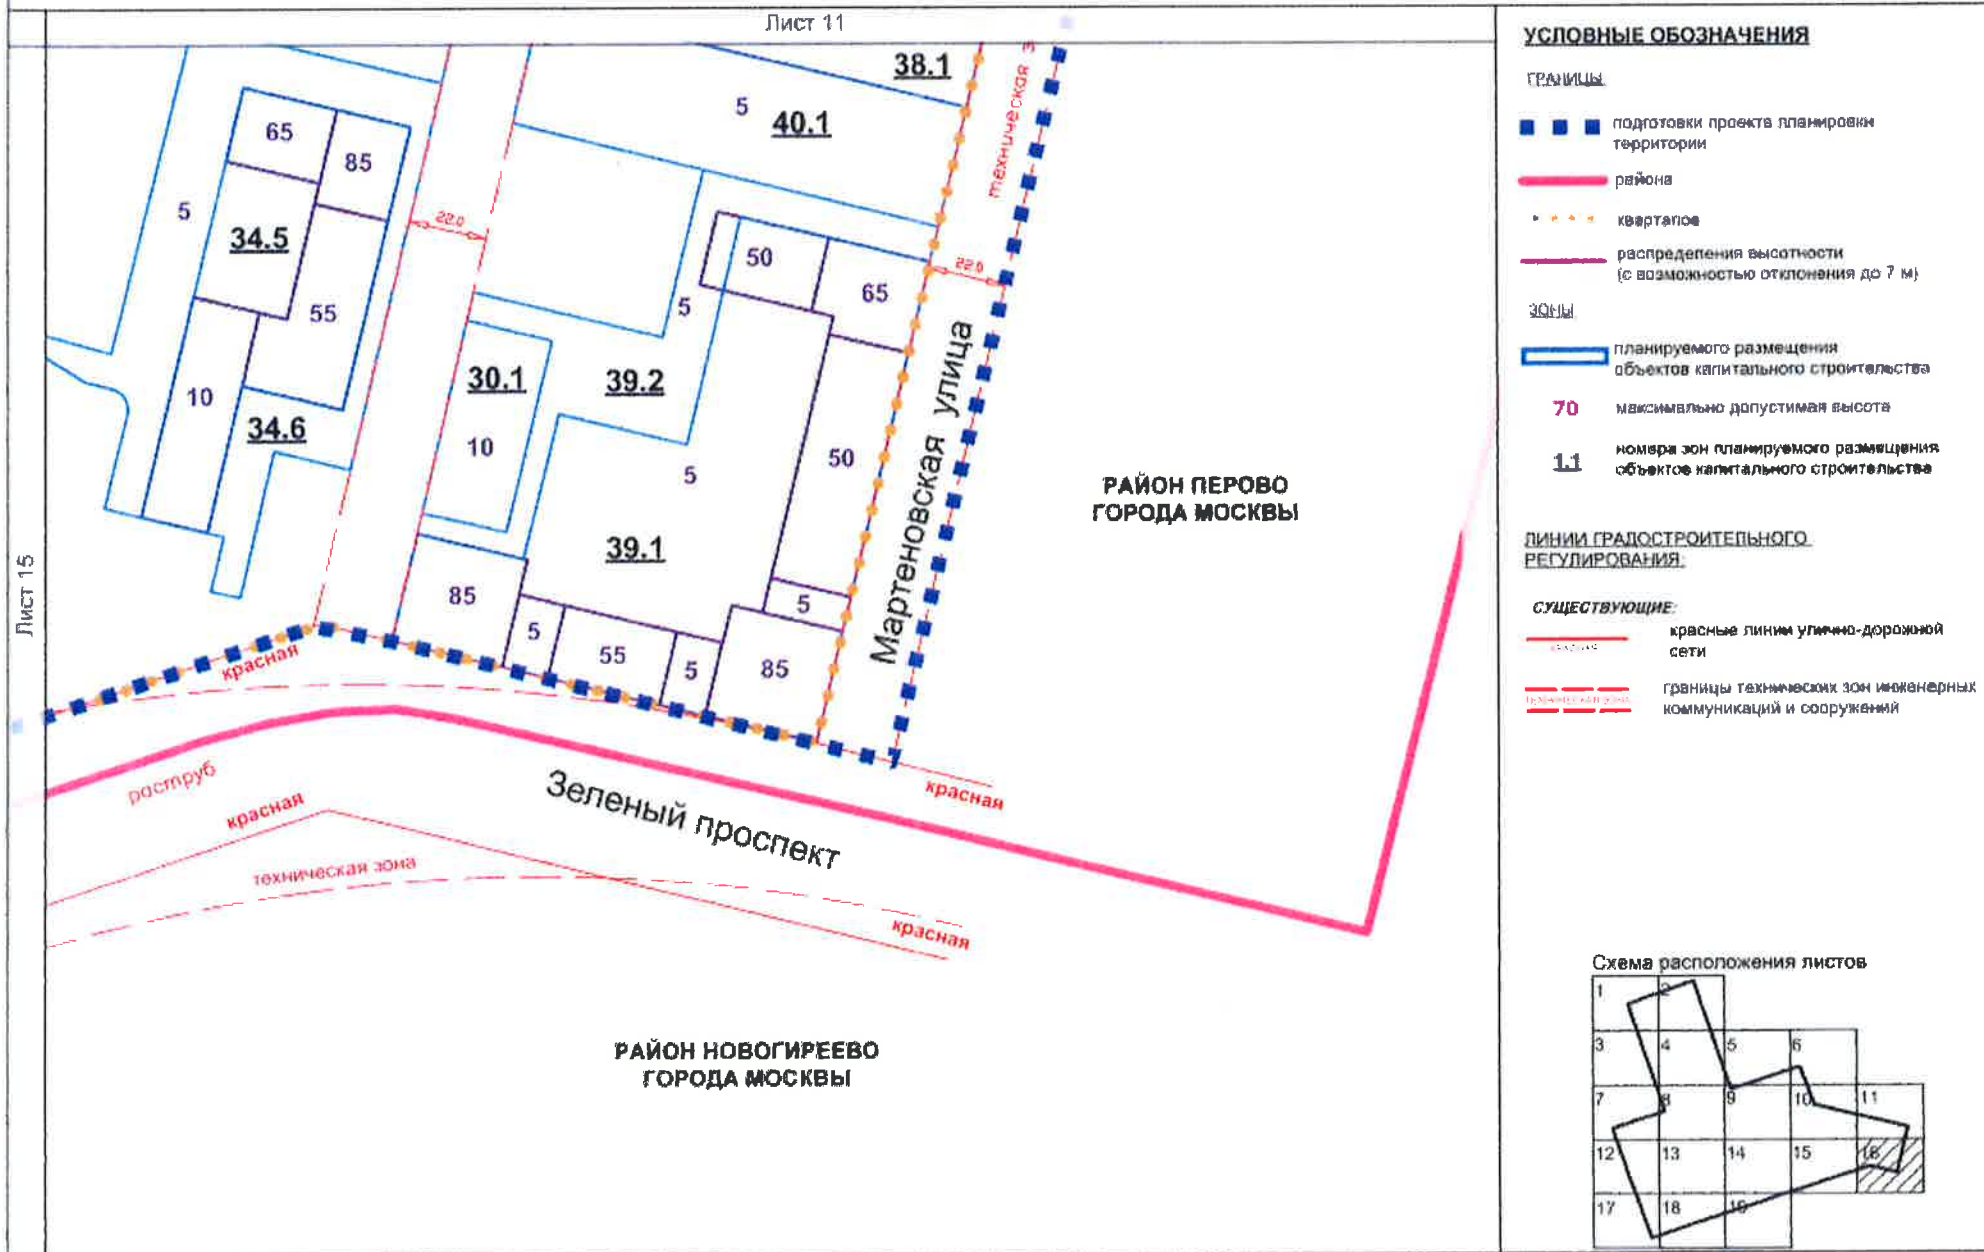 Лист 11
38.1
5
40.1
техническая з
65
85
5
34.5
22.0
50
22.0
65
5
55
30.1
39.2
10
34.6
10
50
5
Мартеновская улица
39.1
85
5
55
5
5
85
Лист 15
красная
раструб
красная
техническая зона
Зеленый проспект
красная
красная
РАЙОН ПЕРОВО
ГОРОДА МОСКВЫ
РАЙОН НОВОГИРЕЕВО
ГОРОДА МОСКВЫ
УСЛОВНЫЕ ОБОЗНАЧЕНИЯ
ГРАНИЦЫ
подготовки проекта планировки
территории
района
кварталов
распределения высотности
(с возможностью отклонения до 7 м)
ЗОНЫ
планируемого размещения
объектов капитального строительства
70
максимально допустимая высота
1.1
номера зон планируемого размещения
объектов капитального строительства
ЛИНИИ ГРАДОСТРОИТЕЛЬНОГО
РЕГУЛИРОВАНИЯ:
СУЩЕСТВУЮЩИЕ:
красные линии улично-дорожной
сети
границы технических зон инженерных
коммуникаций и сооружений
Схема расположения листов
1
2
3
4
5
6
7
8
9
10
11
12
13
14
15
16
17
18
19